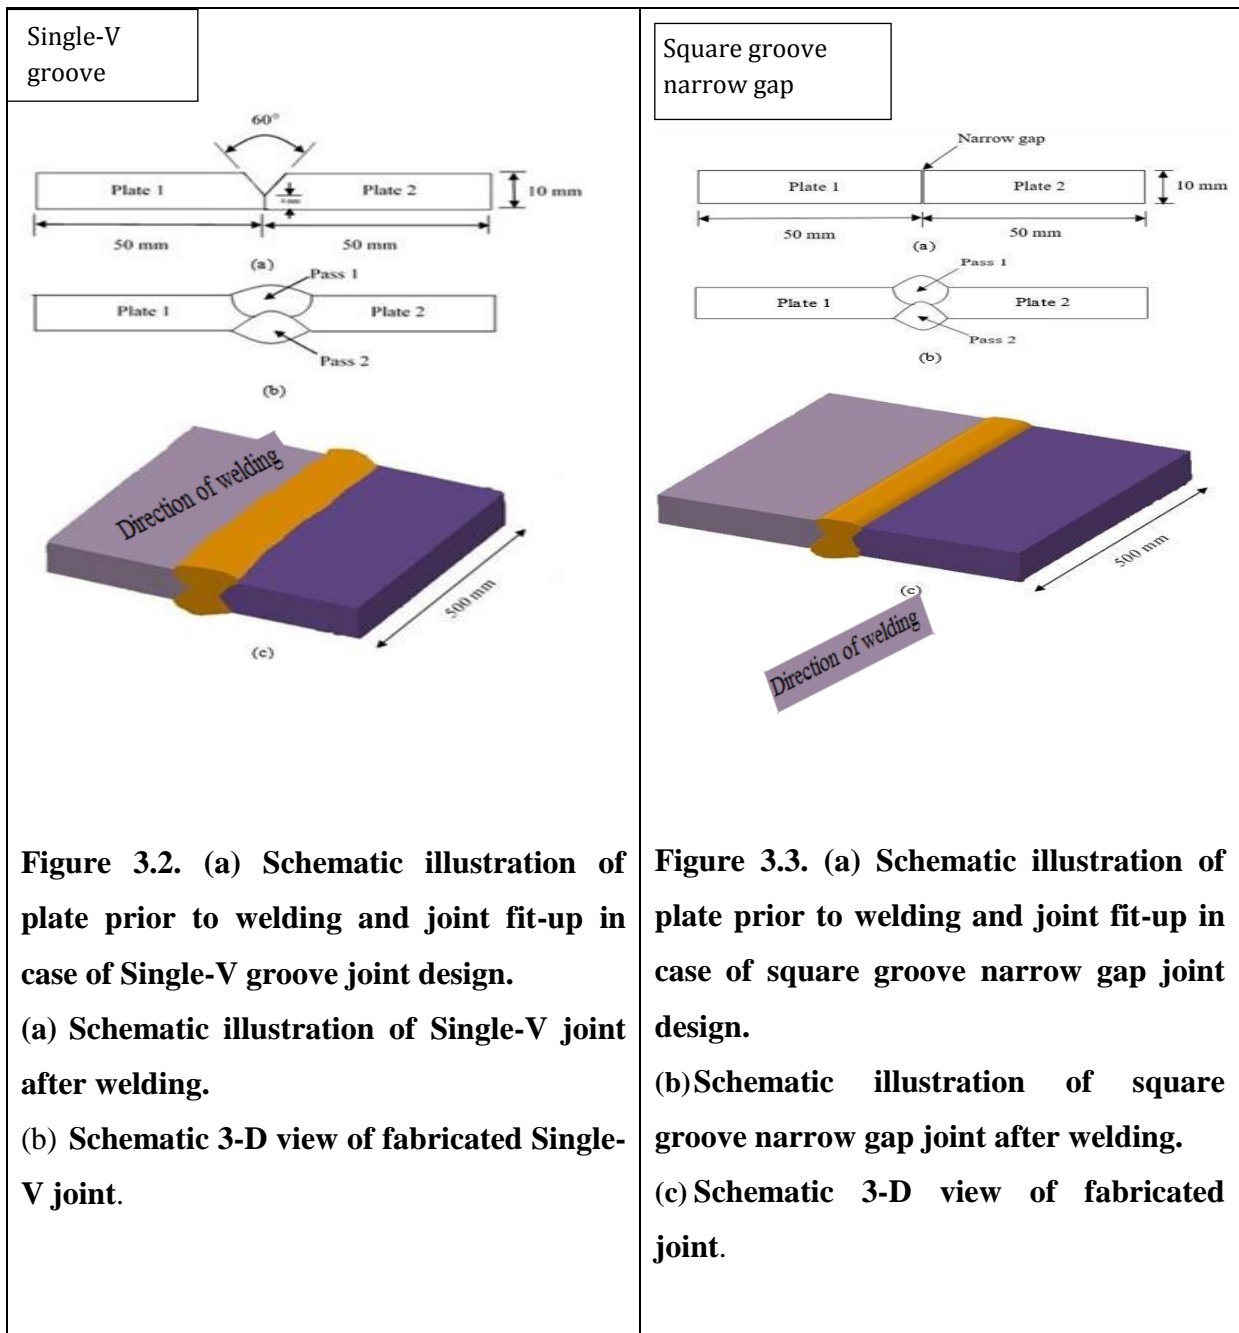 Single-V
groove
60°
Plate 1
Plate 2
10 mm
50 mm
50 mm
(a)
Pass 1
Plate 1
Plate 2
Pass 2
(b)
Direction of welding
500 mm
(c)
Figure 3.2. (a) Schematic illustration of
plate prior to welding and joint fit-up in
case of Single-V groove joint design.
(a) Schematic illustration of Single-V joint
after welding.
(b) Schematic 3-D view of fabricated Single-
V joint.
Square groove
narrow gap
Narrow gap
Plate 1
Plate 2
10 mm
50 mm
50 mm
(a)
Pass 1
Plate 1
Plate 2
Pass 2
(b)
500 mm
(c)
Direction of welding
Figure 3.3. (a) Schematic illustration of
plate prior to welding and joint fit-up in
case of square groove narrow gap joint
design.
(b) Schematic illustration of square
groove narrow gap joint after welding.
(c) Schematic 3-D view of fabricated
joint.